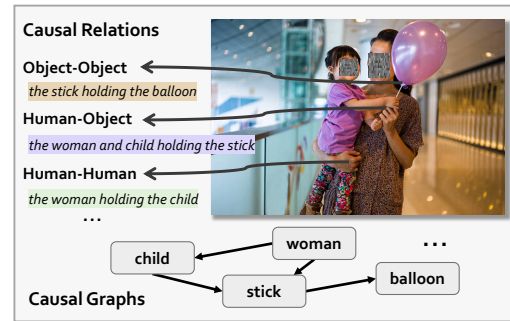 Causal Relations
Object-Object
the stick holding the balloon
Human-Object
the woman and child holding the stick
Human-Human
the woman holding the child
...
woman
...
child
balloon
stick
Causal Graphs